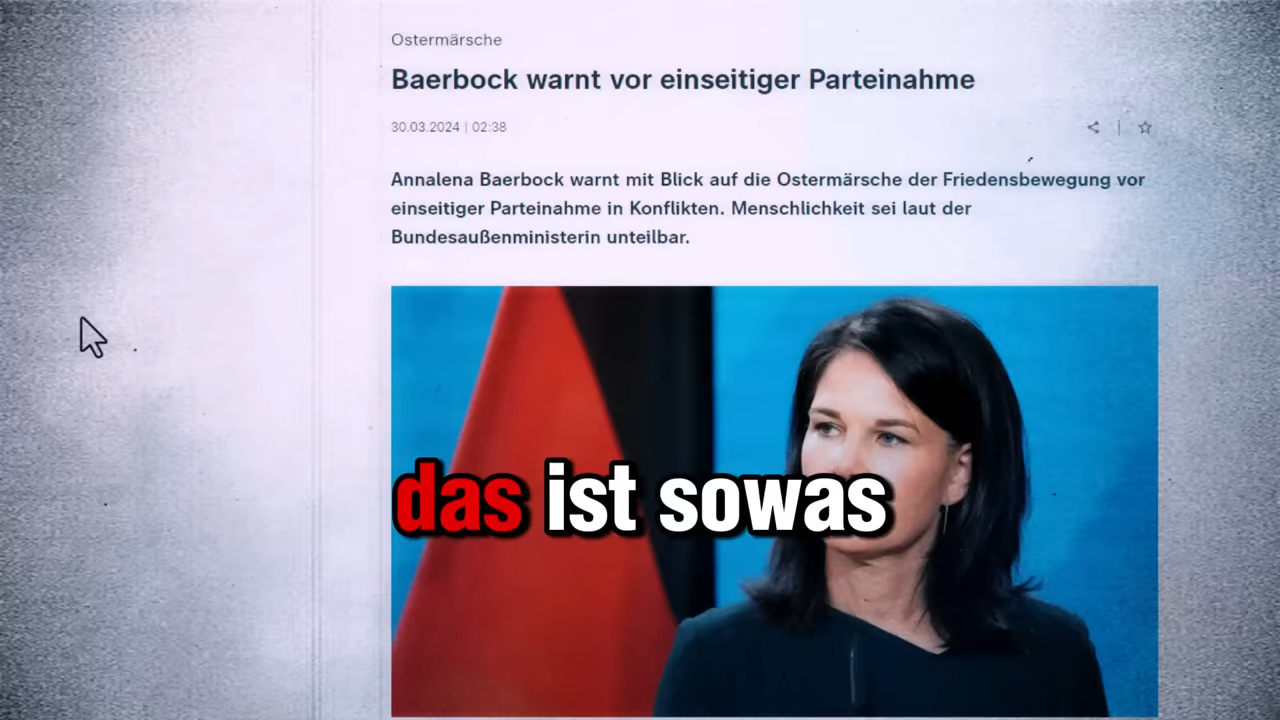 Ostermärsche
Baerbock warnt vor einseitiger Parteinahme
30.03.2024 | 02:38
Annalena Baerbock warnt mit Blick auf die Ostermärsche der Friedensbewegung vor
einseitiger Parteinahme in Konflikten. Menschlichkeit sei laut der
Bundesaußenministerin unteilbar.
das ist sowas